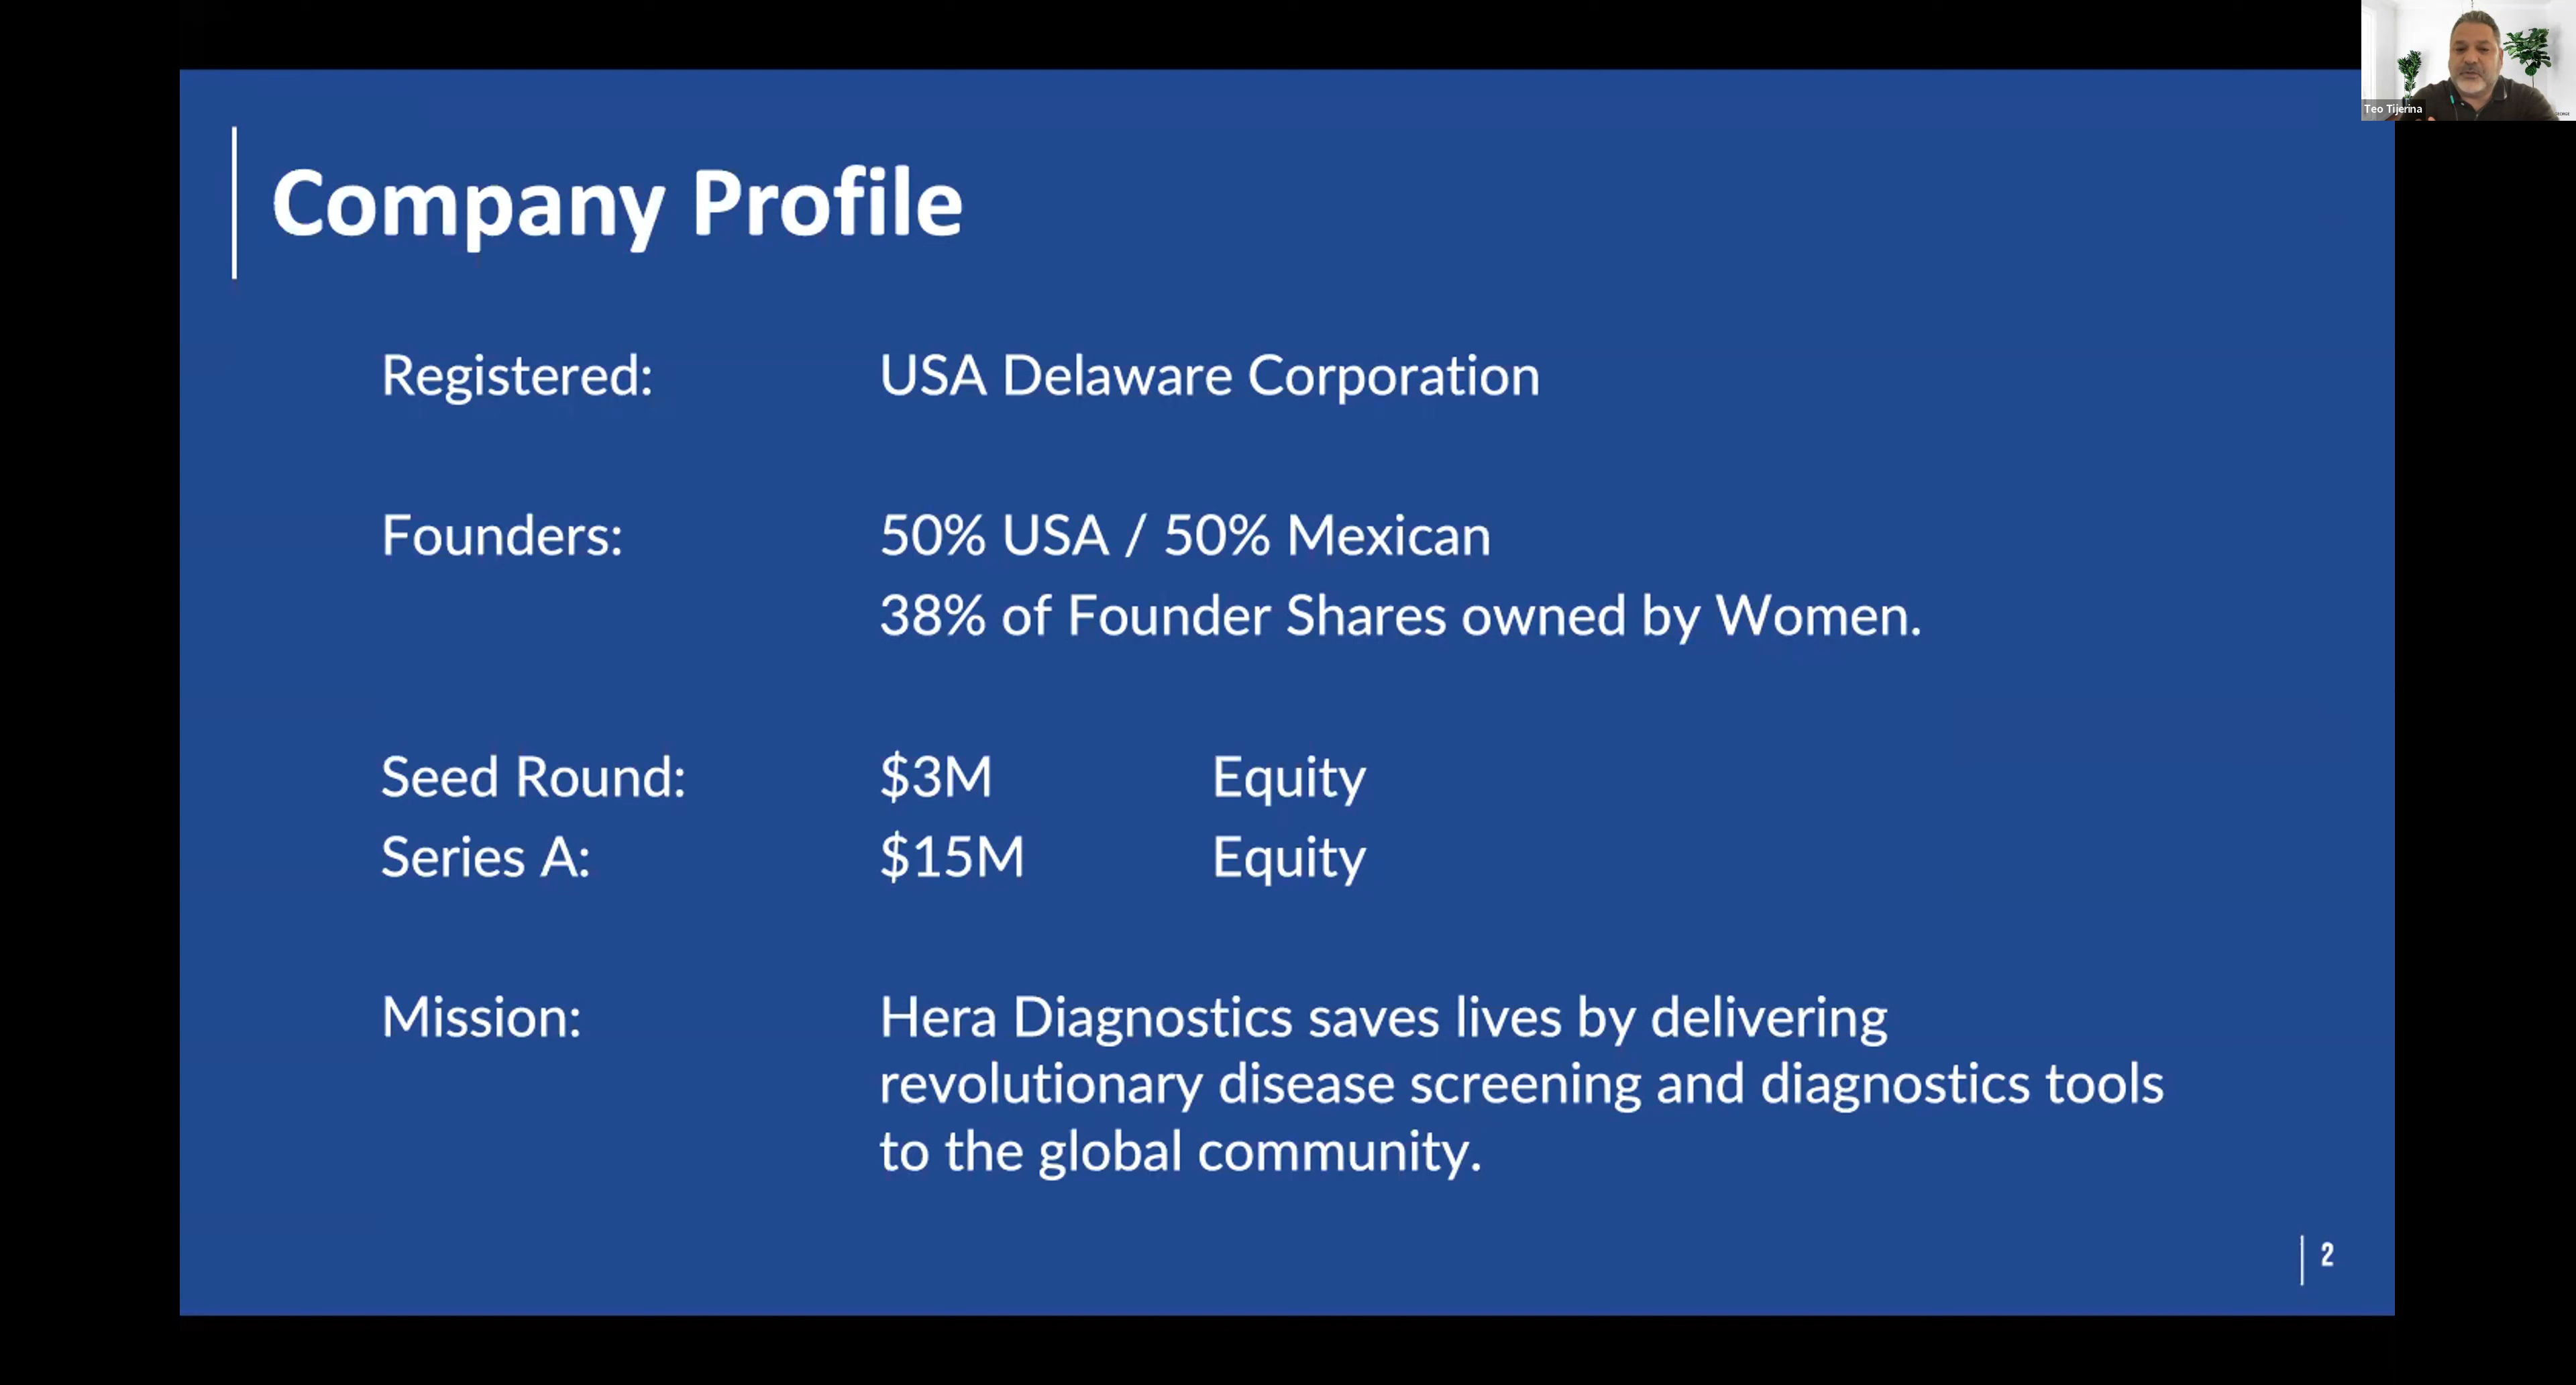 Company Profile
Registered: USA Delaware Corporation
Founders: 50% USA / 50% Mexican
38% of Founder Shares owned by Women.
Seed Round: $3M Equity
Series A: $15M Equity
Mission: Hera Diagnostics saves lives by delivering
revolutionary disease screening and diagnostics tools
to the global community.
2
Teo Tijerina